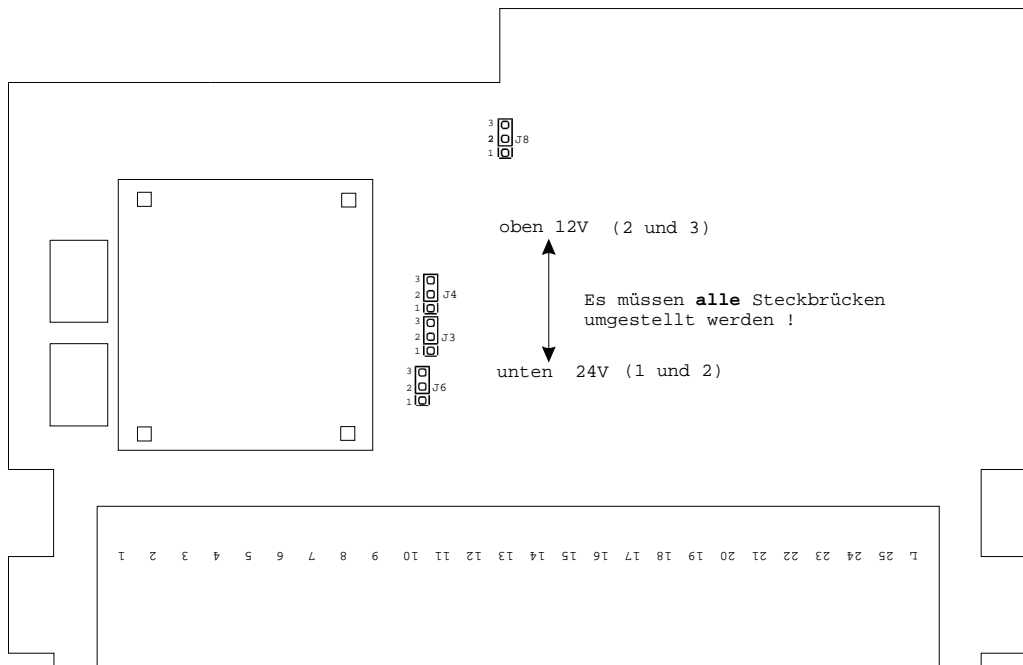 3
2 J8
1
oben 12V (2 und 3)
3
2 J4
1
Es müssen alle Steckbrücken
umgestellt werden !
3
2 J3
1
unten 24V (1 und 2)
3
2 J6
1
1 2 3 4 5 6 7 8 9 10 11 12 13 14 15 16 17 18 19 20 21 22 23 24 25 L